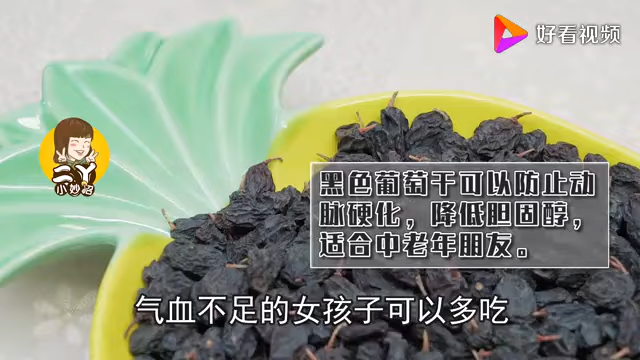 好看视频
二丫
小妙招
黑色葡萄干可以防止动
脉硬化，降低胆固醇，
适合中老年朋友。
气血不足的女孩子可以多吃